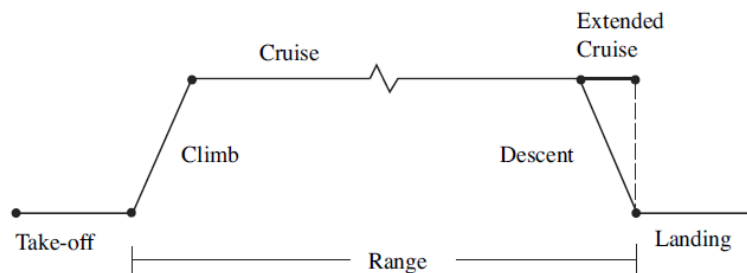 Extended
Cruise
Cruise
Climb
Descent
Take-off
Landing
Range